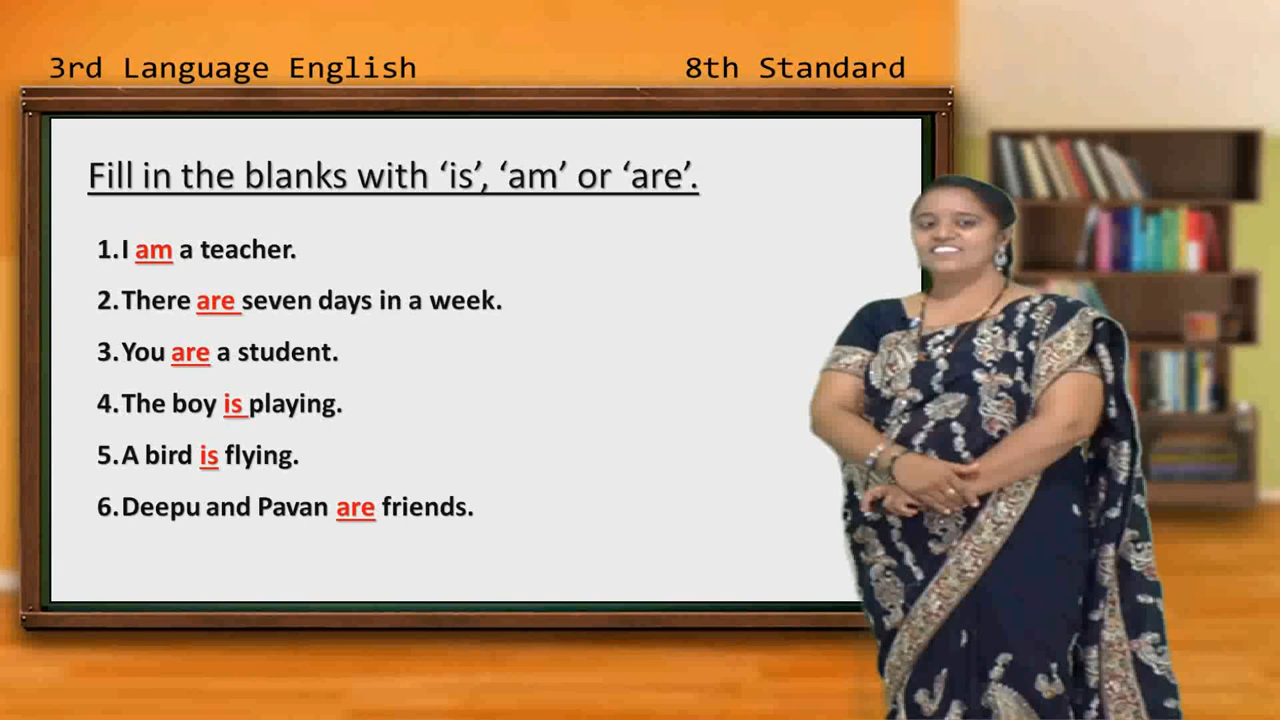 3rd Language English 8th Standard
Fill in the blanks with ‘is’, ‘am’ or ‘are’.
1. I am a teacher.
2. There are seven days in a week.
3. You are a student.
4. The boy is playing.
5. A bird is flying.
6. Deepu and Pavan are friends.